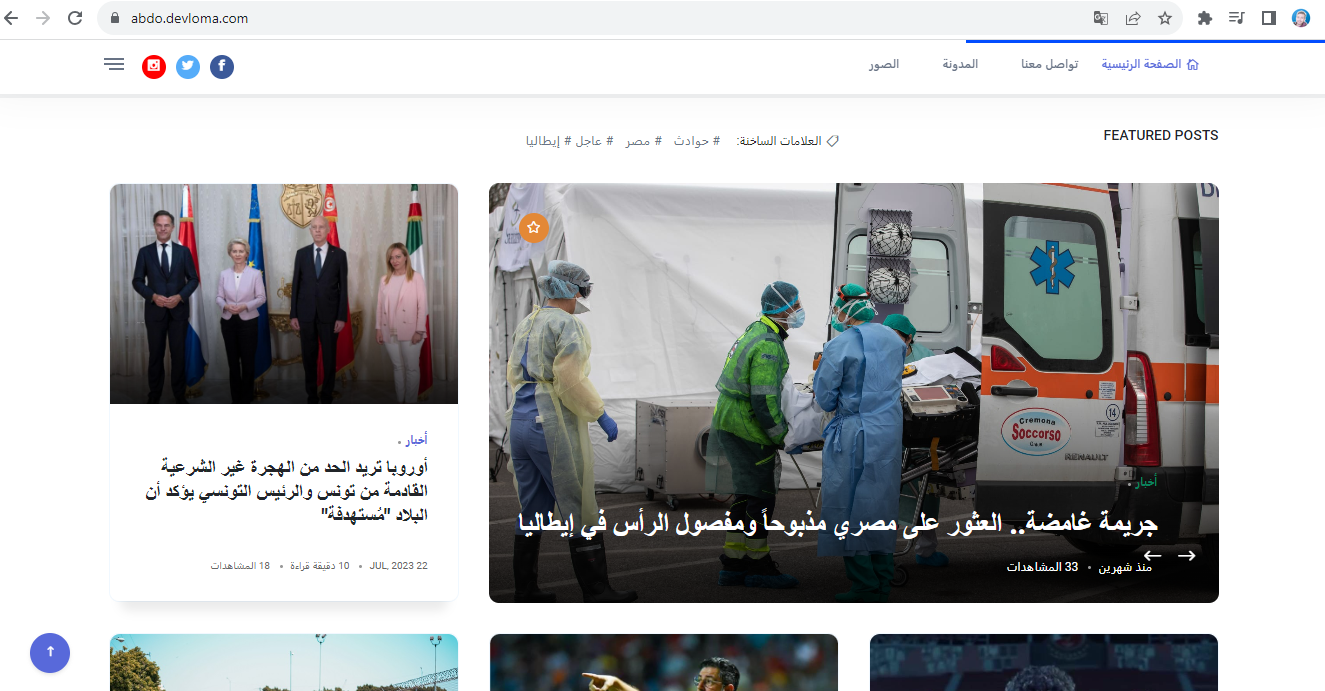 abdo.devloma.com
الصفحة الرئيسية
تواصل معنا
المدونة
الصور
FEATURED POSTS
العلامات الساخنة: # حوادث # مصر # عاجل # إيطاليا
14
Cremona
Soccorso
RENAULT
أخبار
جريمة غامضة.. العثور على مصري مذبوحاً ومفصول الرأس في إيطاليا
منذ شهرين • 33 المشاهدات
أخبار
أوروبا تريد الحد من الهجرة غير الشرعية
القادمة من تونس والرئيس التونسي يؤكد أن
البلاد "مُستهدفة"
22 JUL, 2023 • 10 دقيقة قراءة • 18 المشاهدات